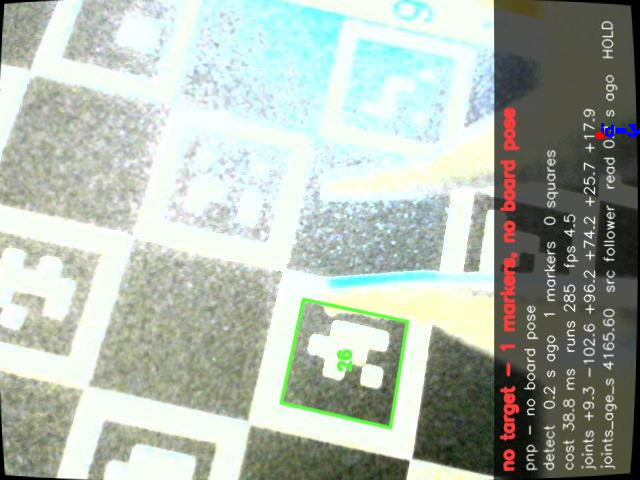 no target − 1 markers, no board pose
pnp − no board pose
detect 0.2 s ago 1 markers 0 squares
cost 38.8 ms runs 285 fps 4.5
joints +9.3 −102.6 +96.2 +74.2 +25.7 +17.9
joints_age_s 4165.60 src follower read s ago HOLD
26
9